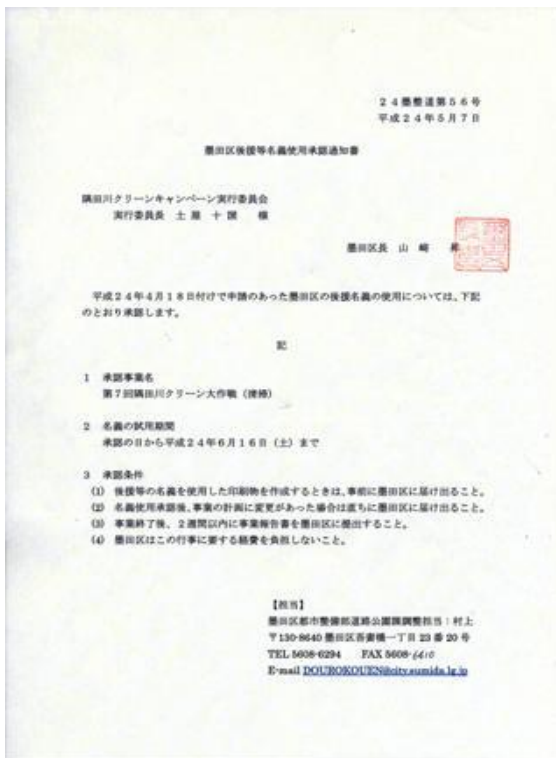 24墨整道第56号
平成24年5月7日
墨田区後援等名義使用承認通知書
隅田川クリーンキャンペーン実行委員会
実行委員長 土屋十圀 様
墨田区長 山﨑 昇
平成24年4月18日付けで申請のあった墨田区の後援名義の使用については、下記
のとおり承認します。
記
1 承認事業名
第7回隅田川クリーン大作戦(清掃)
2 名義の試用期間
承認の日から平成24年6月16日(土)まで
3 承認条件
(1) 後援等の名義を使用した印刷物を作成するときは、事前に墨田区に届け出ること。
(2) 名義使用承認後、事業の計画に変更があった場合は直ちに墨田区に届け出ること。
(3) 事業終了後、2週間以内に事業報告書を墨田区に提出すること。
(4) 墨田区はこの行事に要する経費を負担しないこと。
【担当】
墨田区都市整備部道路公園課調整担当:村上
〒130-8640 墨田区吾妻橋一丁目23番20号
TEL 5608-6294 FAX 5608-6410
E-mail DOUROKOUEN@city.sumida.lg.jp